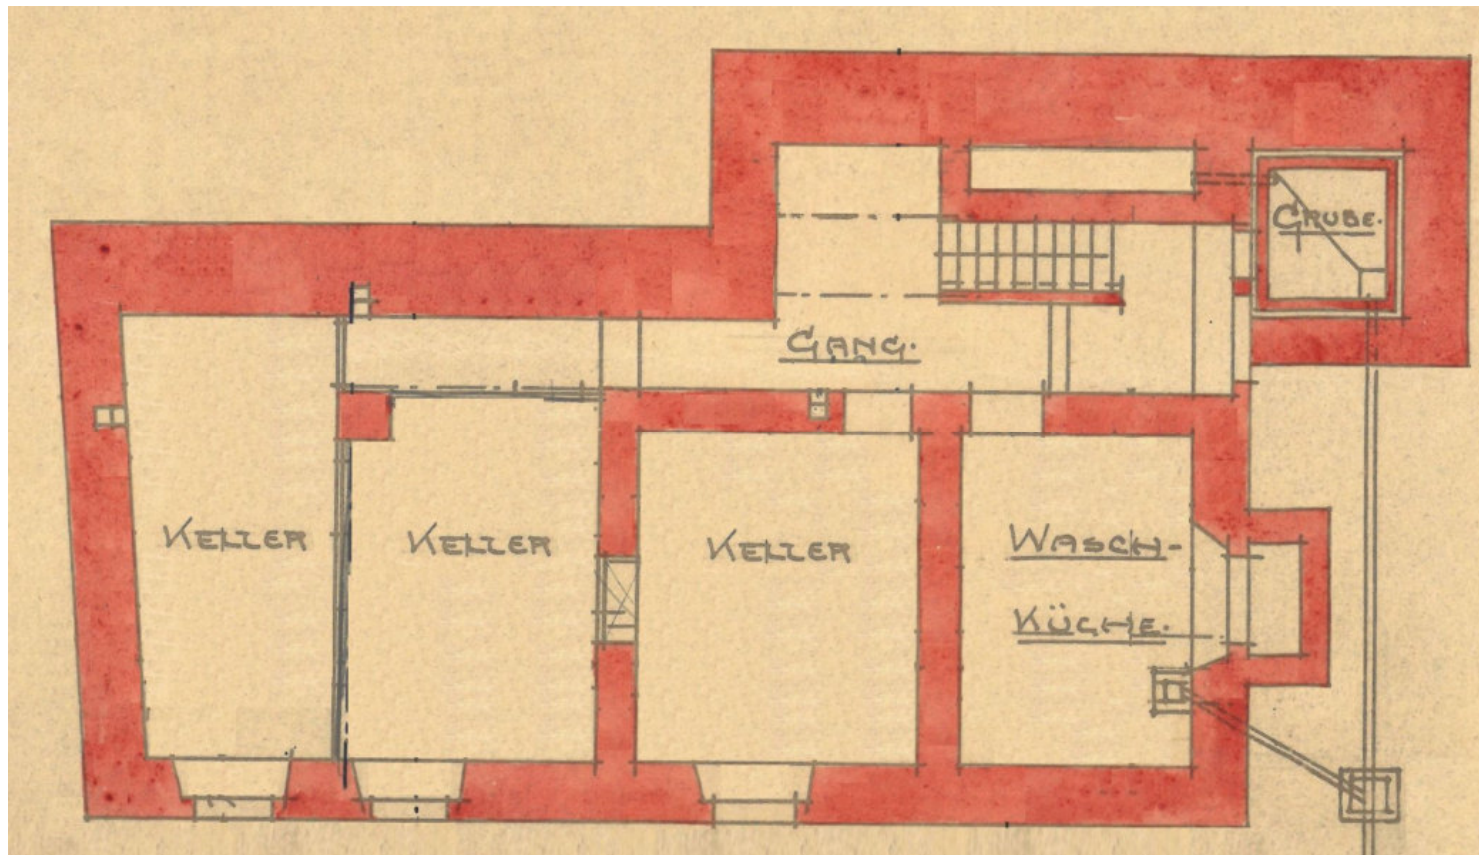 GRUBE.
GANG.
KELLER
KELLER
KELLER
WASCH-
KÜCHE.